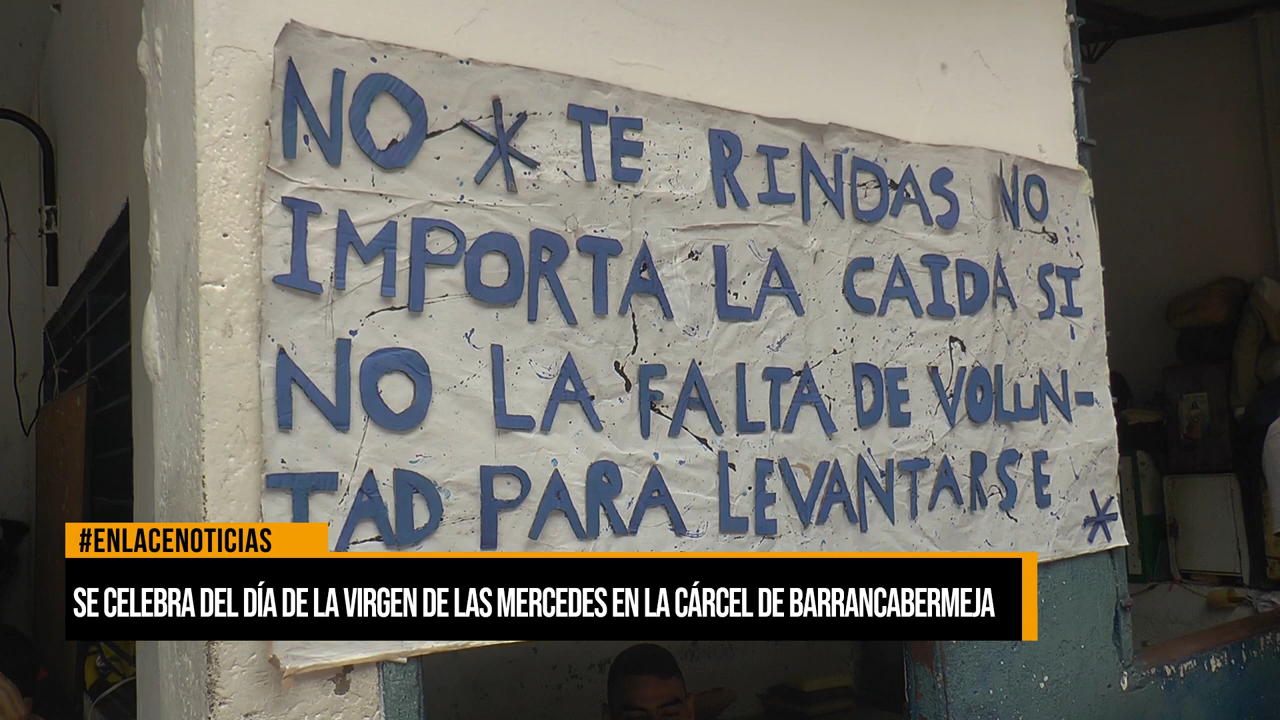 NO * TE RINDAS NO
IMPORTA LA CAIDA SI
NO LA FALTA DE VOLUN-
TAD PARA LEVANTARSE *
#ENLACENOTICIAS
SE CELEBRA DEL DÍA DE LA VIRGEN DE LAS MERCEDES EN LA CÁRCEL DE BARRANCABERMEJA